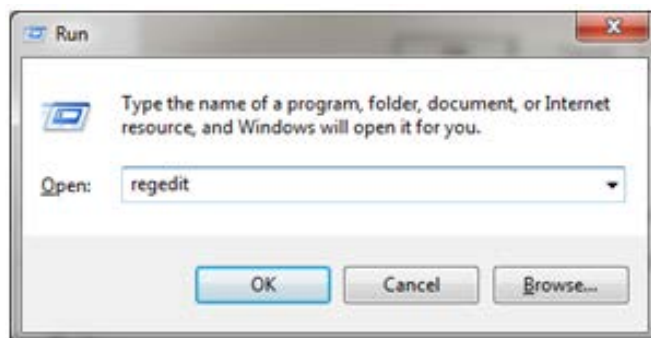 Run
Type the name of a program, folder, document, or Internet
resource, and Windows will open it for you.
Open:
regedit
OK
Cancel
Browse...